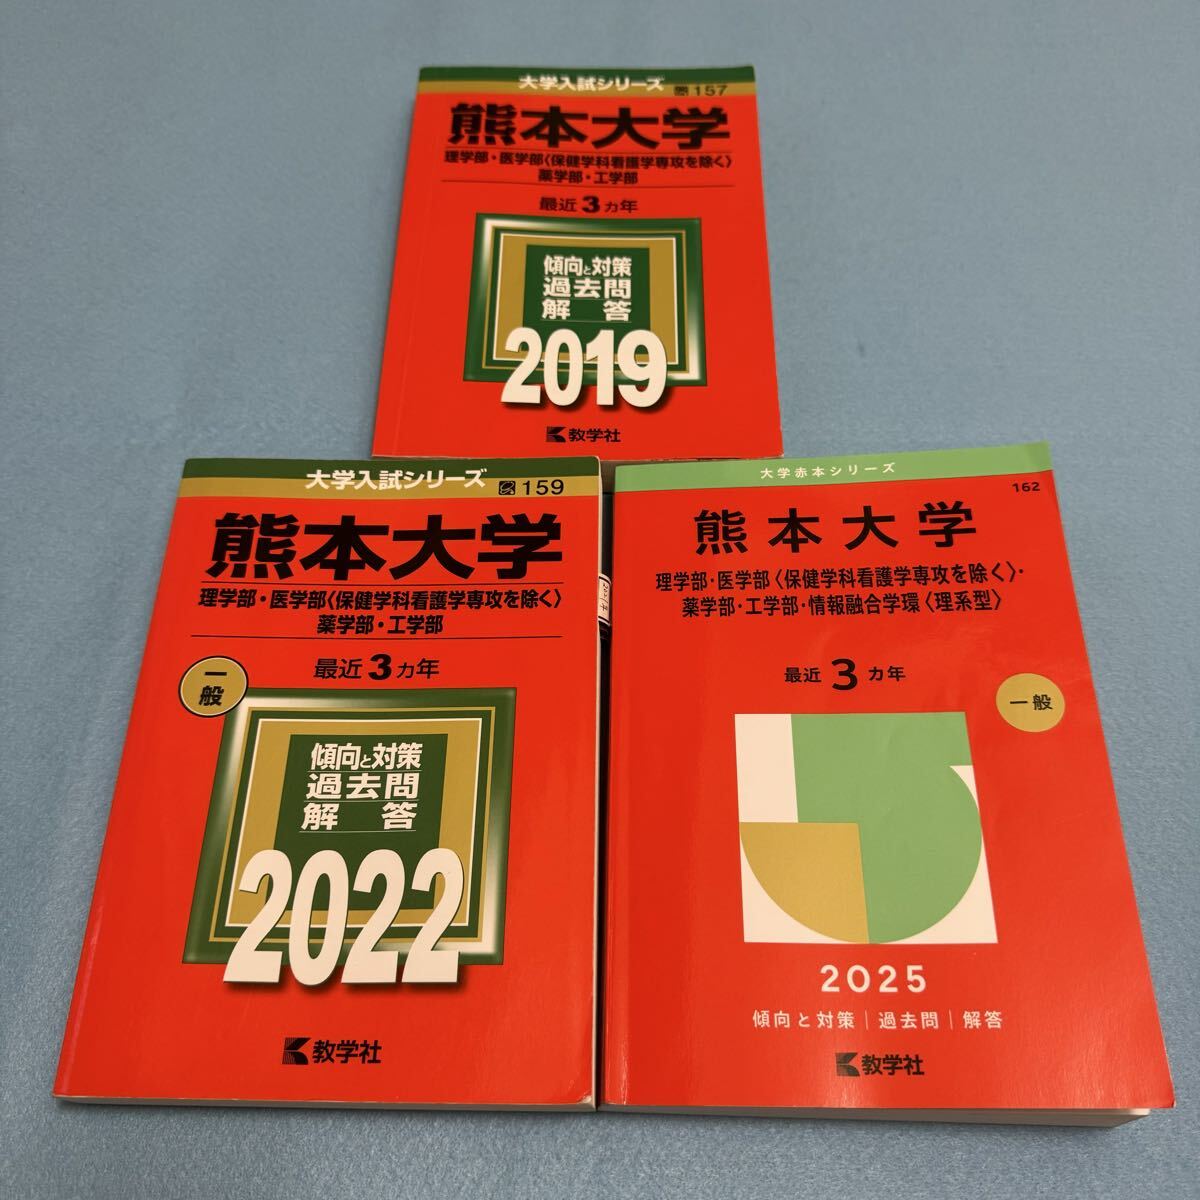 大学入試シリーズ
157
熊本大学
理学部・医学部〈保健学科看護学専攻を除く〉
薬学部・工学部
最近3ヵ年
傾向と対策
過去問
解答
2019
教学社
大学入試シリーズ
159
熊本大学
理学部・医学部〈保健学科看護学専攻を除く〉
薬学部・工学部
最近3ヵ年
一般
傾向と対策
過去問
解答
2022
教学社
大学赤本シリーズ
162
熊本大学
理学部・医学部〈保健学科看護学専攻を除く〉・
薬学部・工学部・情報融合学環〈理系型〉
最近3ヵ年
一般
2025
傾向と対策|過去問|解答
教学社